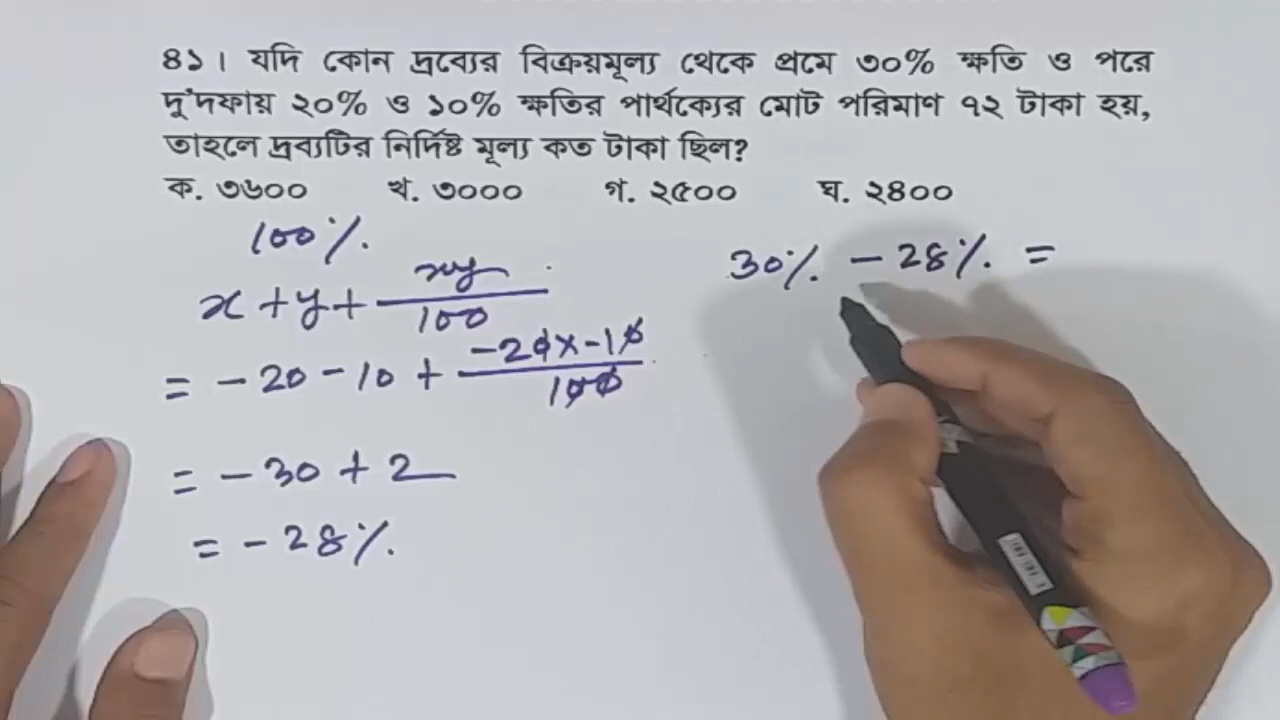 ৪১। যদি কোন দ্রব্যের বিক্রয়মূল্য থেকে প্রমে ৩০% ক্ষতি ও পরে
দু'দফায় ২০% ও ১০% ক্ষতির পার্থক্যের মোট পরিমাণ ৭২ টাকা হয়,
তাহলে দ্রব্যটির নির্দিষ্ট মূল্য কত টাকা ছিল?
ক. ৩৬০০ খ. ৩০০০ গ. ২৫০০ ঘ. ২৪০০
100%.
x + y + xy/100
= -20 - 10 + -20x-10/100
= -30 + 2
= -28%.
30% - 28% =